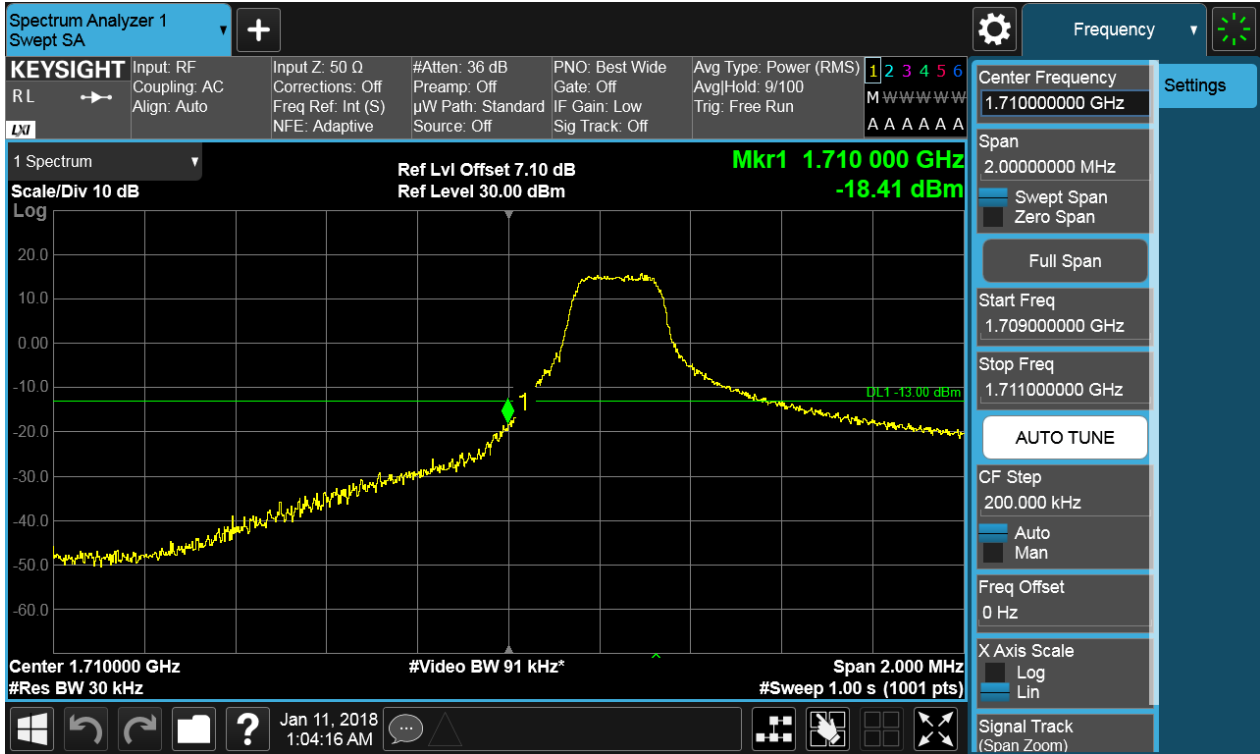 Spectrum Analyzer 1
Swept SA
+
Frequency
KEYSIGHT
R L
LXI
Input: RF
Coupling: AC
Align: Auto
Input Z: 50 Ω
Corrections: Off
Freq Ref: Int (S)
NFE: Adaptive
#Atten: 36 dB
Preamp: Off
µW Path: Standard
Source: Off
PNO: Best Wide
Gate: Off
IF Gain: Low
Sig Track: Off
Avg Type: Power (RMS)
Avg|Hold: 9/100
Trig: Free Run
1 2 3 4 5 6
M W W W W W
A A A A A A
1 Spectrum
Scale/Div 10 dB
Log
Ref Lvl Offset 7.10 dB
Ref Level 30.00 dBm
Mkr1 1.710 000 GHz
-18.41 dBm
20.0
10.0
0.00
-10.0
-20.0
-30.0
-40.0
-50.0
-60.0
1
DL1 -13.00 dBm
Center 1.710000 GHz
#Res BW 30 kHz
#Video BW 91 kHz*
Span 2.000 MHz
#Sweep 1.00 s (1001 pts)
Center Frequency
1.710000000 GHz
Span
2.00000000 MHz
Swept Span
Zero Span
Full Span
Start Freq
1.709000000 GHz
Stop Freq
1.711000000 GHz
AUTO TUNE
CF Step
200.000 kHz
Auto
Man
Freq Offset
0 Hz
X Axis Scale
Log
Lin
Signal Track
(Span Zoom)
Settings
?
Jan 11, 2018
1:04:16 AM